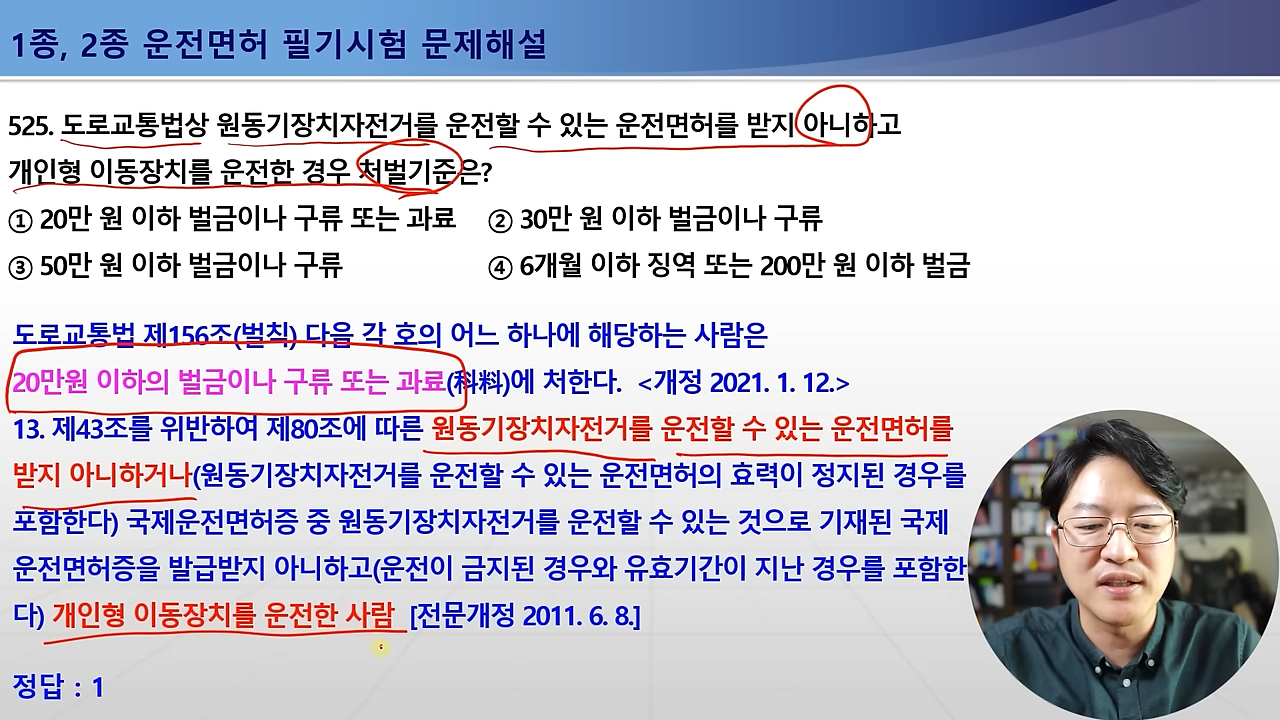 1종, 2종 운전면허 필기시험 문제해설
525. 도로교통법상 원동기장치자전거를 운전할 수 있는 운전면허를 받지 아니하고
개인형 이동장치를 운전한 경우 처벌기준은?
① 20만 원 이하 벌금이나 구류 또는 과료 ② 30만 원 이하 벌금이나 구류
③ 50만 원 이하 벌금이나 구류 ④ 6개월 이하 징역 또는 200만 원 이하 벌금
도로교통법 제156조(벌칙) 다음 각 호의 어느 하나에 해당하는 사람은
20만원 이하의 벌금이나 구류 또는 과료(科料)에 처한다. <개정 2021. 1. 12.>
13. 제43조를 위반하여 제80조에 따른 원동기장치자전거를 운전할 수 있는 운전면허를
받지 아니하거나(원동기장치자전거를 운전할 수 있는 운전면허의 효력이 정지된 경우를
포함한다) 국제운전면허증 중 원동기장치자전거를 운전할 수 있는 것으로 기재된 국제
운전면허증을 발급받지 아니하고(운전이 금지된 경우와 유효기간이 지난 경우를 포함한
다) 개인형 이동장치를 운전한 사람 [전문개정 2011. 6. 8.]
정답 : 1